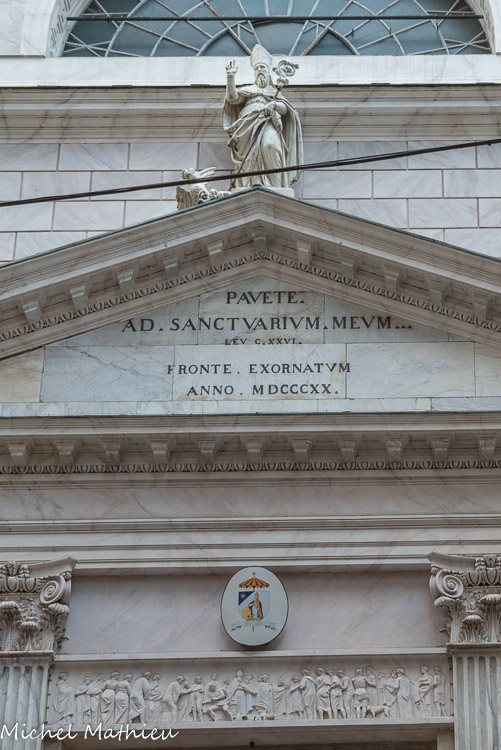 PAVETE.
AD. SANCTVARIVM. MEVM...
LEV C.XXVI.
FRONTE. EXORNATVM
ANNO. MDCCCXX.
Michel Mathieu